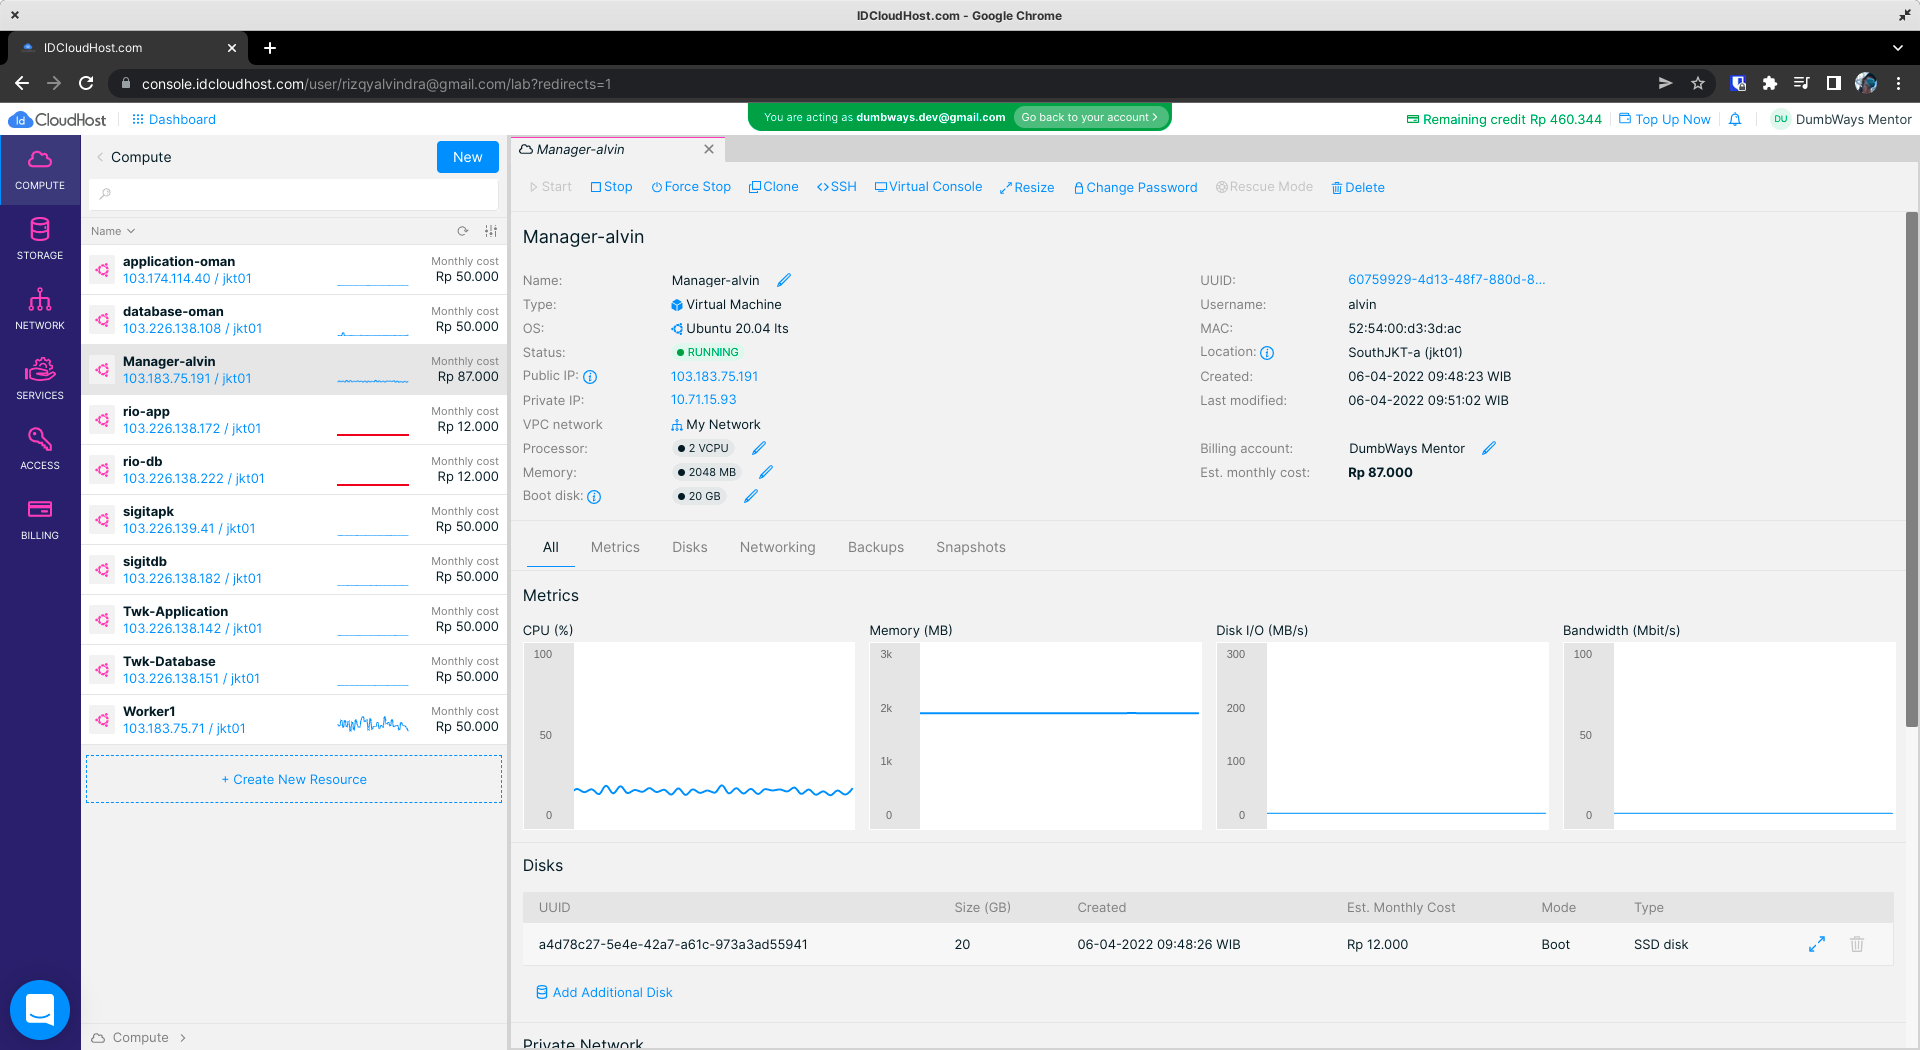 IDCloudHost.com - Google Chrome
IDCloudHost.com
console.idcloudhost.com/user/rizqyalvindra@gmail.com/lab?redirects=1
Id CloudHost
Dashboard
You are acting as dumbways.dev@gmail.com Go back to your account >
Remaining credit Rp 460.344
Top Up Now
DU DumbWays Mentor
COMPUTE
STORAGE
NETWORK
SERVICES
ACCESS
BILLING
Compute
New
Name
application-oman
103.174.114.40 / jkt01
Monthly cost
Rp 50.000
database-oman
103.226.138.108 / jkt01
Monthly cost
Rp 50.000
Manager-alvin
103.183.75.191 / jkt01
Monthly cost
Rp 87.000
rio-app
103.226.138.172 / jkt01
Monthly cost
Rp 12.000
rio-db
103.226.138.222 / jkt01
Monthly cost
Rp 12.000
sigitapk
103.226.139.41 / jkt01
Monthly cost
Rp 50.000
sigitdb
103.226.138.182 / jkt01
Monthly cost
Rp 50.000
Twk-Application
103.226.138.142 / jkt01
Monthly cost
Rp 50.000
Twk-Database
103.226.138.151 / jkt01
Monthly cost
Rp 50.000
Worker1
103.183.75.71 / jkt01
Monthly cost
Rp 50.000
+ Create New Resource
Compute
Manager-alvin
Start Stop Force Stop Clone SSH Virtual Console Resize Change Password Rescue Mode Delete
Manager-alvin
Name: Manager-alvin
Type: Virtual Machine
OS: Ubuntu 20.04 lts
Status: RUNNING
Public IP: 103.183.75.191
Private IP: 10.71.15.93
VPC network My Network
Processor: 2 VCPU
Memory: 2048 MB
Boot disk: 20 GB
UUID: 60759929-4d13-48f7-880d-8...
Username: alvin
MAC: 52:54:00:d3:3d:ac
Location: SouthJKT-a (jkt01)
Created: 06-04-2022 09:48:23 WIB
Last modified: 06-04-2022 09:51:02 WIB
Billing account: DumbWays Mentor
Est. monthly cost: Rp 87.000
All Metrics Disks Networking Backups Snapshots
Metrics
CPU (%)
100
50
0
Memory (MB)
3k
2k
1k
0
Disk I/O (MB/s)
300
200
100
0
Bandwidth (Mbit/s)
100
50
0
Disks
UUID Size (GB) Created Est. Monthly Cost Mode Type
a4d78c27-5e4e-42a7-a61c-973a3ad55941 20 06-04-2022 09:48:26 WIB Rp 12.000 Boot SSD disk
Add Additional Disk
Private Network